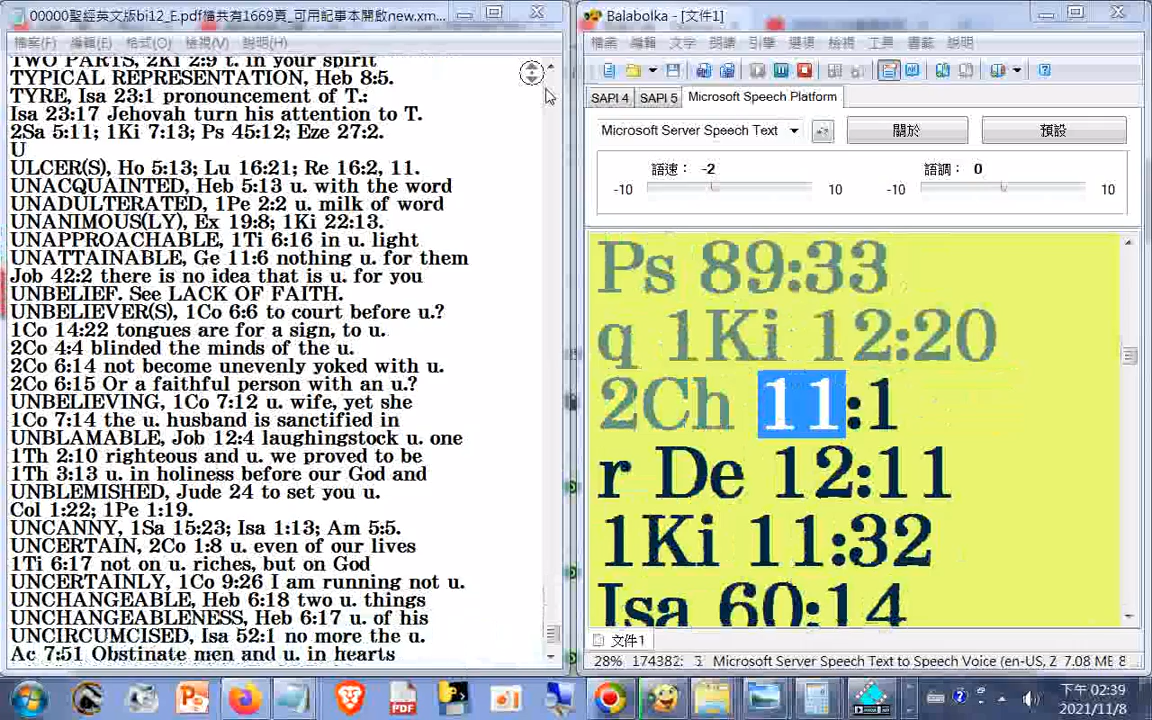 00000聖經英文版bi12_E.pdf檔共有1669頁_可用記事本開啟new.xm...
檔案(F) 編輯(E) 格式(O) 檢視(V) 說明(H)
TWO PARTS, 2Ki 2:9 t. in your spirit
TYPICAL REPRESENTATION, Heb 8:5.
TYRE, Isa 23:1 pronouncement of T.:
Isa 23:17 Jehovah turn his attention to T.
2Sa 5:11; 1Ki 7:13; Ps 45:12; Eze 27:2.
U
ULCER(S), Ho 5:13; Lu 16:21; Re 16:2, 11.
UNACQUAINTED, Heb 5:13 u. with the word
UNADULTERATED, 1Pe 2:2 u. milk of word
UNANIMOUS(LY), Ex 19:8; 1Ki 22:13.
UNAPPROACHABLE, 1Ti 6:16 in u. light
UNATTAINABLE, Ge 11:6 nothing u. for them
Job 42:2 there is no idea that is u. for you
UNBELIEF. See LACK OF FAITH.
UNBELIEVER(S), 1Co 6:6 to court before u.?
1Co 14:22 tongues are for a sign, to u.
2Co 4:4 blinded the minds of the u.
2Co 6:14 not become unevenly yoked with u.
2Co 6:15 Or a faithful person with an u.?
UNBELIEVING, 1Co 7:12 u. wife, yet she
1Co 7:14 the u. husband is sanctified in
UNBLAMABLE, Job 12:4 laughingstock u. one
1Th 2:10 righteous and u. we proved to be
1Th 3:13 u. in holiness before our God and
UNBLEMISHED, Jude 24 to set you u.
Col 1:22; 1Pe 1:19.
UNCANNY, 1Sa 15:23; Isa 1:13; Am 5:5.
UNCERTAIN, 2Co 1:8 u. even of our lives
1Ti 6:17 not on u. riches, but on God
UNCERTAINLY, 1Co 9:26 I am running not u.
UNCHANGEABLE, Heb 6:18 two u. things
UNCHANGEABLENESS, Heb 6:17 u. of his
UNCIRCUMCISED, Isa 52:1 no more the u.
Ac 7:51 Obstinate men and u. in hearts
Balabolka - [文件1]
檔案 編輯 文字 朗讀 引擎 選項 檢視 工具 書籤 說明
SAPI 4 SAPI 5 Microsoft Speech Platform
Microsoft Server Speech Text 關於 預設
語速： -2 語調： 0
-10 10 -10 10
Ps 89:33
q 1Ki 12:20
2Ch 11:1
r De 12:11
1Ki 11:32
Isa 60:14
文件1
28% 174382: Microsoft Server Speech Text to Speech Voice (en-US, Z 7.08 MB 8
下午 02:39
2021/11/8